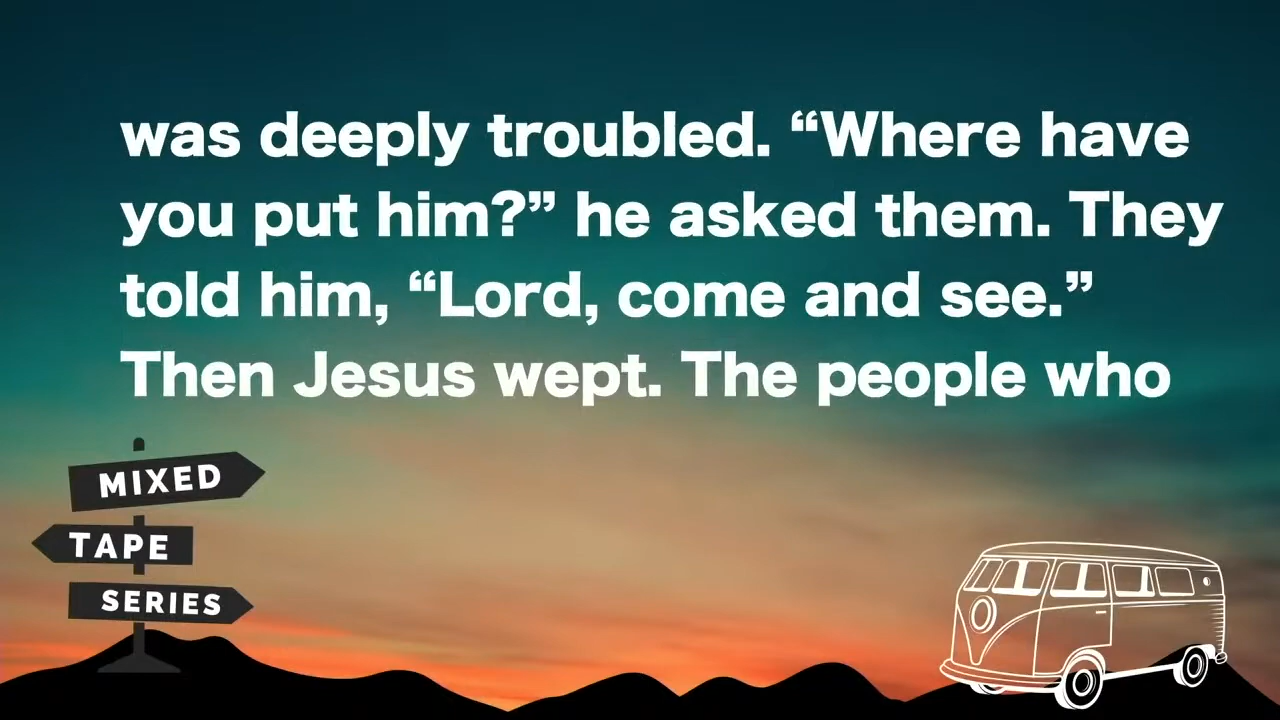 was deeply troubled. “Where have
you put him?” he asked them. They
told him, “Lord, come and see.”
Then Jesus wept. The people who
MIXED
TAPE
SERIES